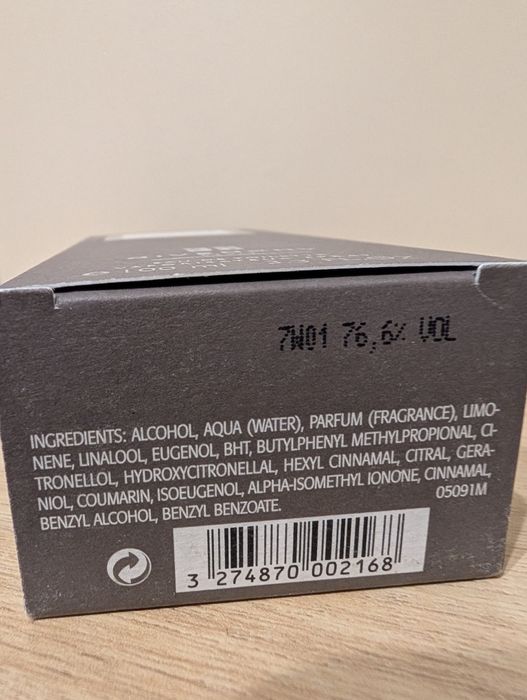 7W01 76,6% VOL
INGREDIENTS: ALCOHOL, AQUA (WATER), PARFUM (FRAGRANCE), LIMO-
NENE, LINALOOL, EUGENOL, BHT, BUTYLPHENYL METHYLPROPIONAL, CI-
TRONELLOL, HYDROXYCITRONELLAL, HEXYL CINNAMAL, CITRAL, GERA-
NIOL, COUMARIN, ISOEUGENOL, ALPHA-ISOMETHYL IONONE, CINNAMAL,
BENZYL ALCOHOL, BENZYL BENZOATE.
05091M
3 274870 002168